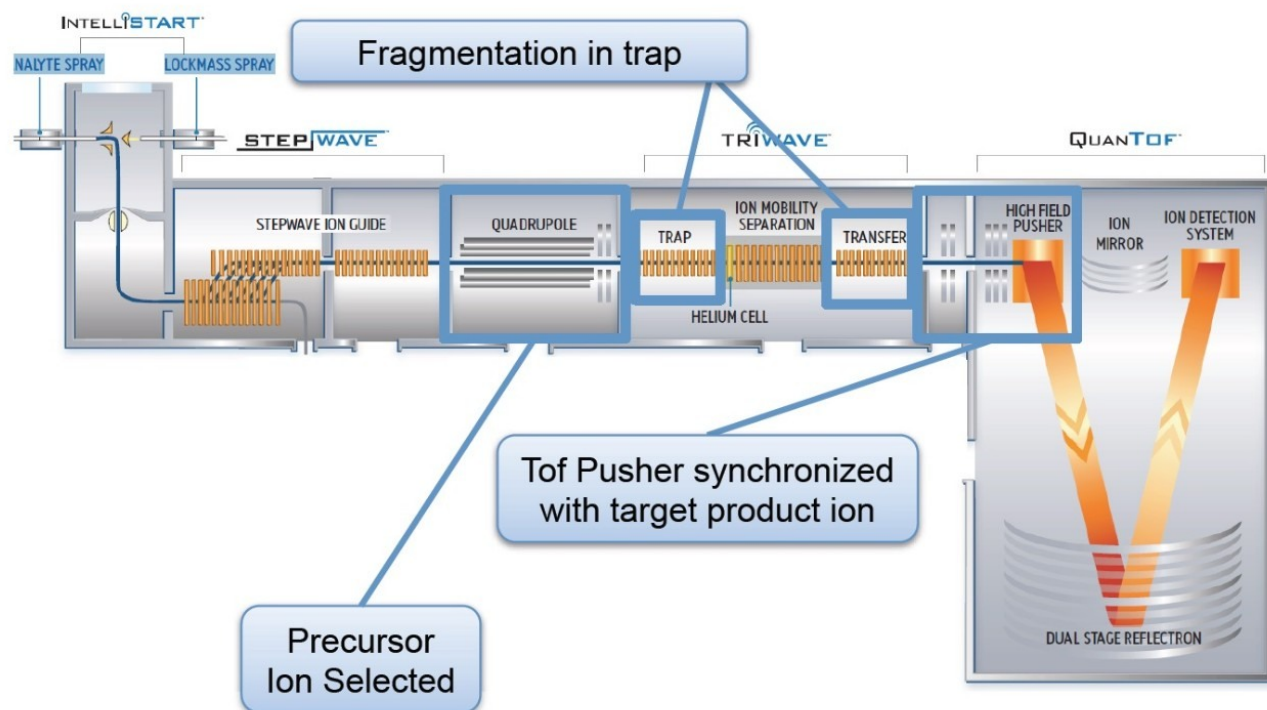 INTELLISTART
NALYTE SPRAY
LOCKMASS SPRAY
Fragmentation in trap
STEPWAVE
TRIWAVE
QUANTOF
STEPWAVE ION GUIDE
QUADRUPOLE
TRAP
ION MOBILITY
SEPARATION
TRANSFER
HIGH FIELD
PUSHER
ION
MIRROR
ION DETECTION
SYSTEM
HELIUM CELL
Tof Pusher synchronized
with target product ion
Precursor
Ion Selected
DUAL STAGE REFLECTRON